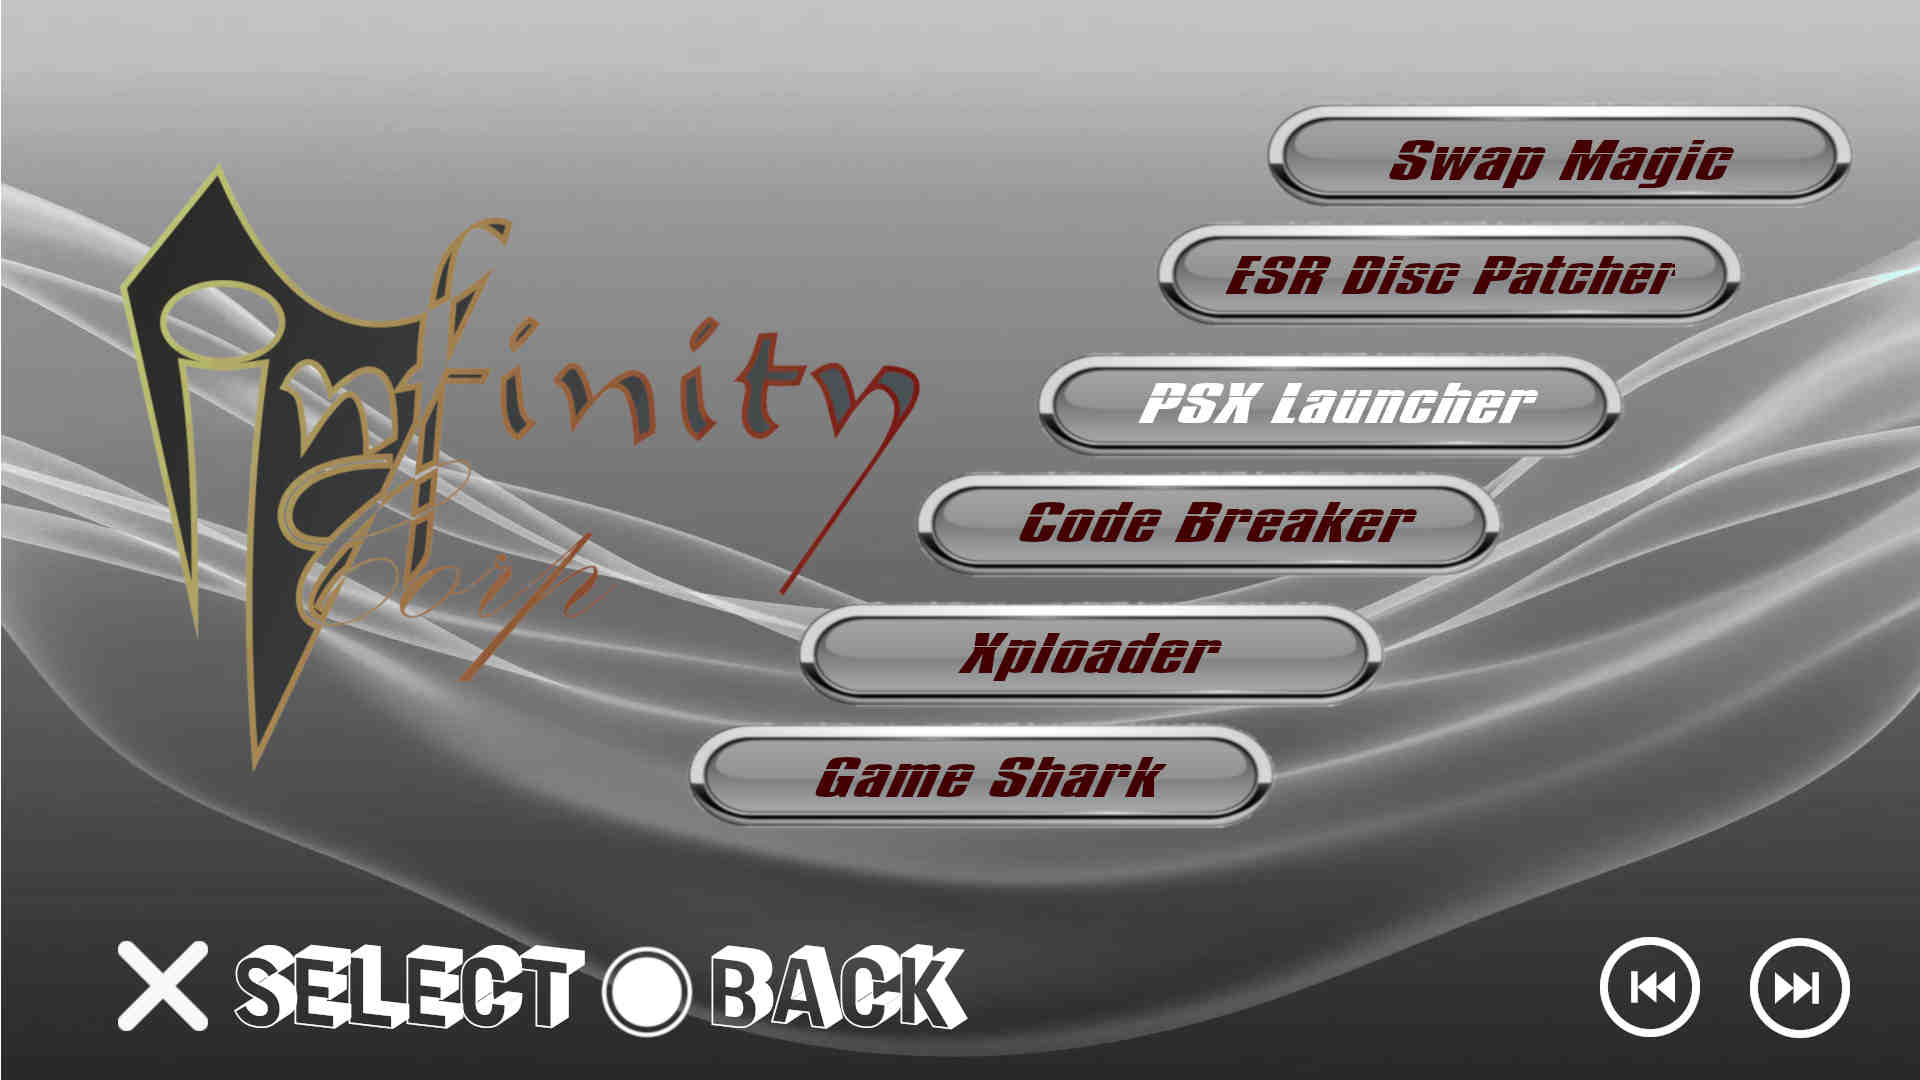 Infinity
Corp
Swap Magic
ESR Disc Patcher
PSX Launcher
Code Breaker
Xploader
Game Shark
SELECT BACK